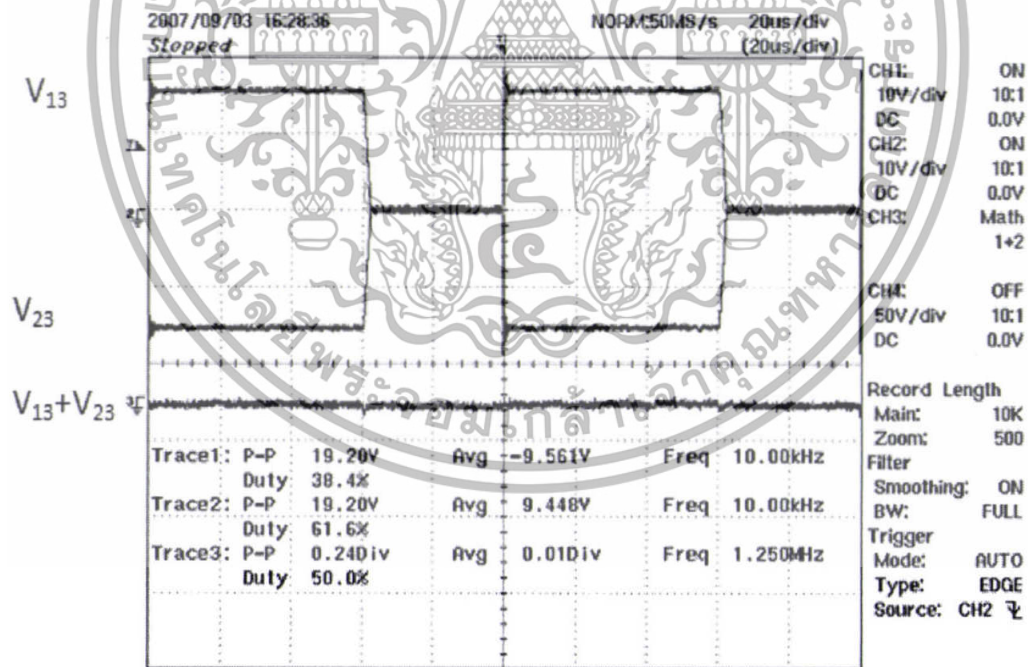 2007/09/03 16:28:36 NORM:50MS/s 20us/div
Stopped (20us/div)
V13
V23
V13+V23
CH1: ON
10V/div 10:1
DC 0.0V
CH2: ON
10V/div 10:1
DC 0.0V
CH3: Math
1+2
CH4: OFF
50V/div 10:1
DC 0.0V
Record Length
Main: 10K
Zoom: 500
Filter
Smoothing: ON
BW: FULL
Trigger
Mode: AUTO
Type: EDGE
Source: CH2
Trace1: P-P 19.20V Avg -9.561V Freq 10.00kHz
Duty 38.4%
Trace2: P-P 19.20V Avg 9.448V Freq 10.00kHz
Duty 61.6%
Trace3: P-P 0.24Div Avg 0.01Div Freq 1.250MHz
Duty 50.0%